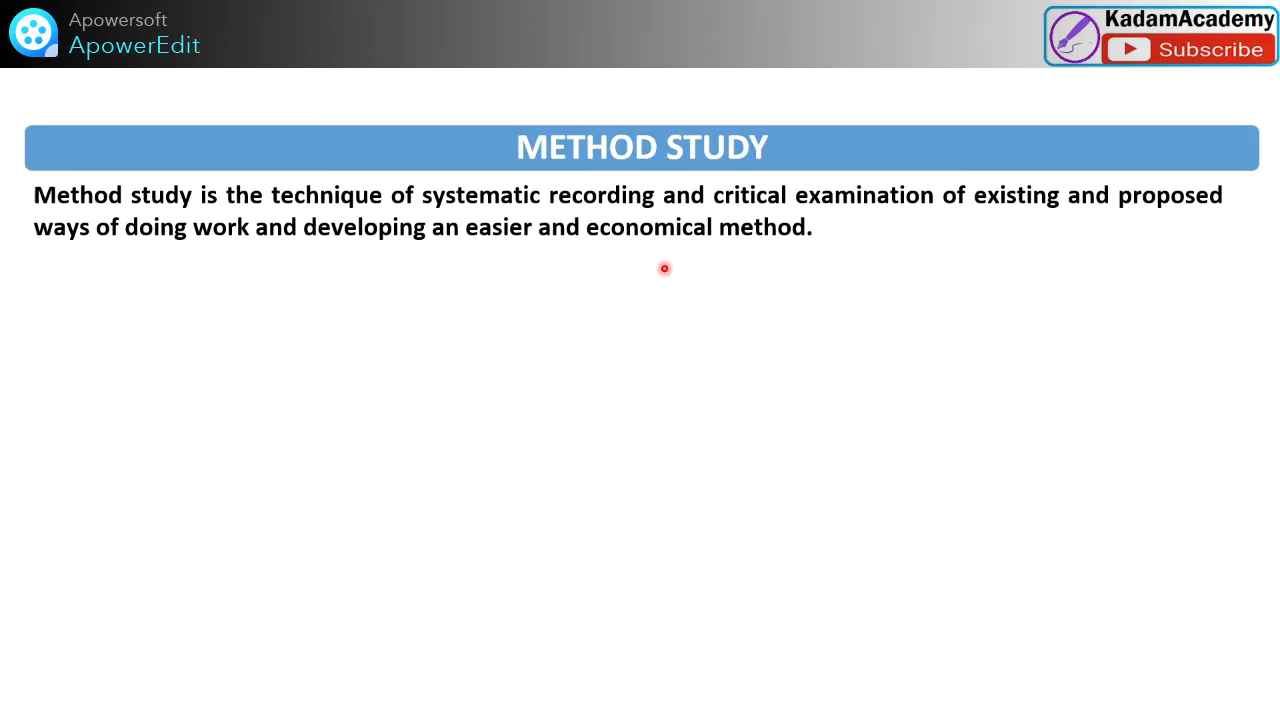 Apowersoft
ApowerEdit
KadamAcademy
Subscribe
METHOD STUDY
Method study is the technique of systematic recording and critical examination of existing and proposed
ways of doing work and developing an easier and economical method.